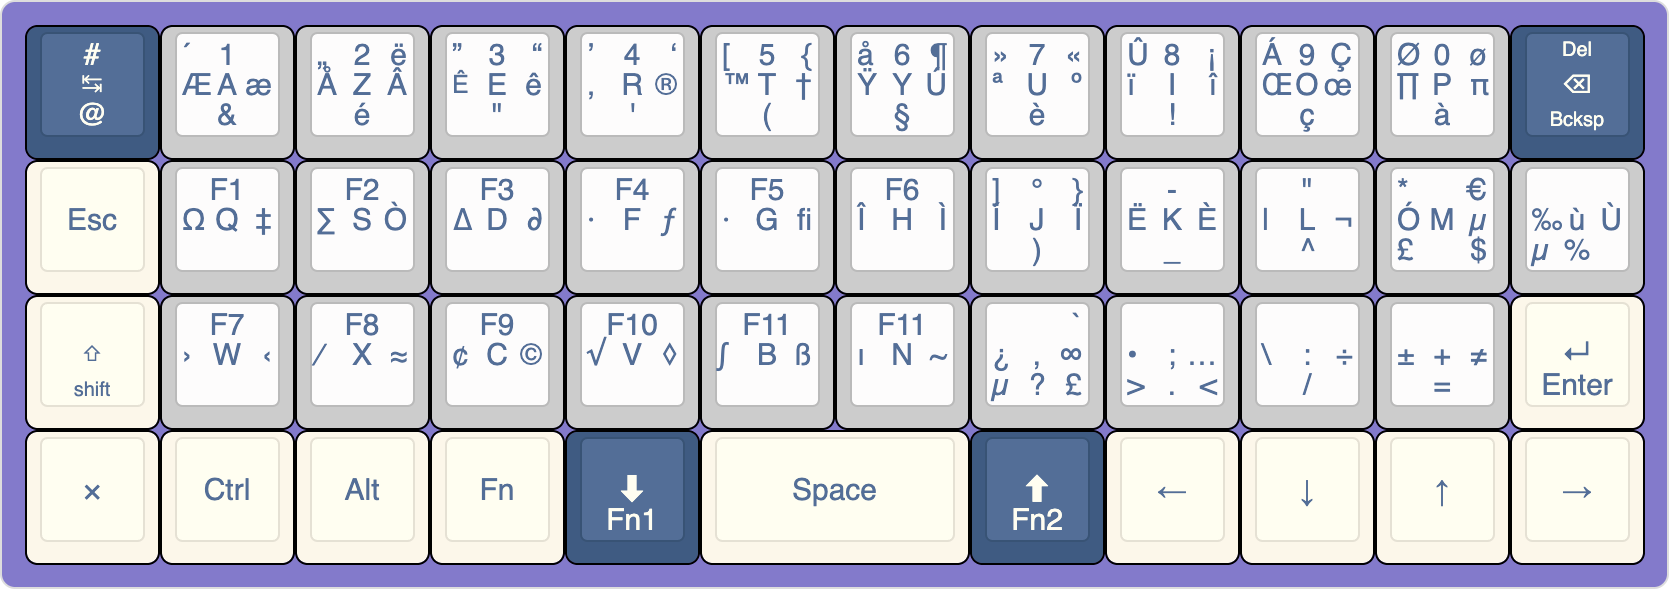 # ´ 1 „ 2 ë ” 3 “ ’ 4 ‘ [ 5 { å 6 ¶ » 7 « Û 8 ¡ Á 9 Ç Ø 0 ø Del
↹ Æ A æ Å Z Â Ê E ê , R ® ™ T † Ÿ Y Ú ª U º ï I î Œ O œ ∏ P π ⌫
@ & é " ' ( § è ! ç à Bcksp
F1 F2 F3 F4 F5 F6 ] ° } - " * €
Esc Ω Q ‡ ∑ S Ò ∆ D ∂ · F ƒ · G ﬁ Î H Ì Í J Ï Ë K È | L ¬ Ó M µ ‰ ù Ù
) _ ^ £ $ µ %
F7 F8 F9 F10 F11 F11 `
⇧ › W ‹ ⁄ X ≈ ¢ C © √ V ◊ ∫ B ß ı N ~ ¿ , ∞ • ; … \ : ÷ ± + ≠ ↵
shift µ ? £ > . < / = Enter
× Ctrl Alt Fn ⬇ Space ⬆ ← ↓ ↑ →
Fn1 Fn2